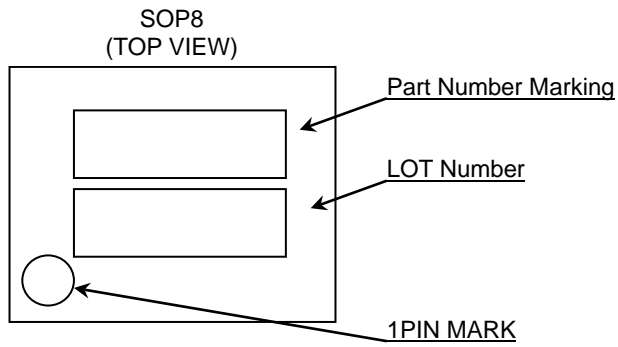 SOP8
(TOP VIEW)
Part Number Marking
LOT Number
1PIN MARK